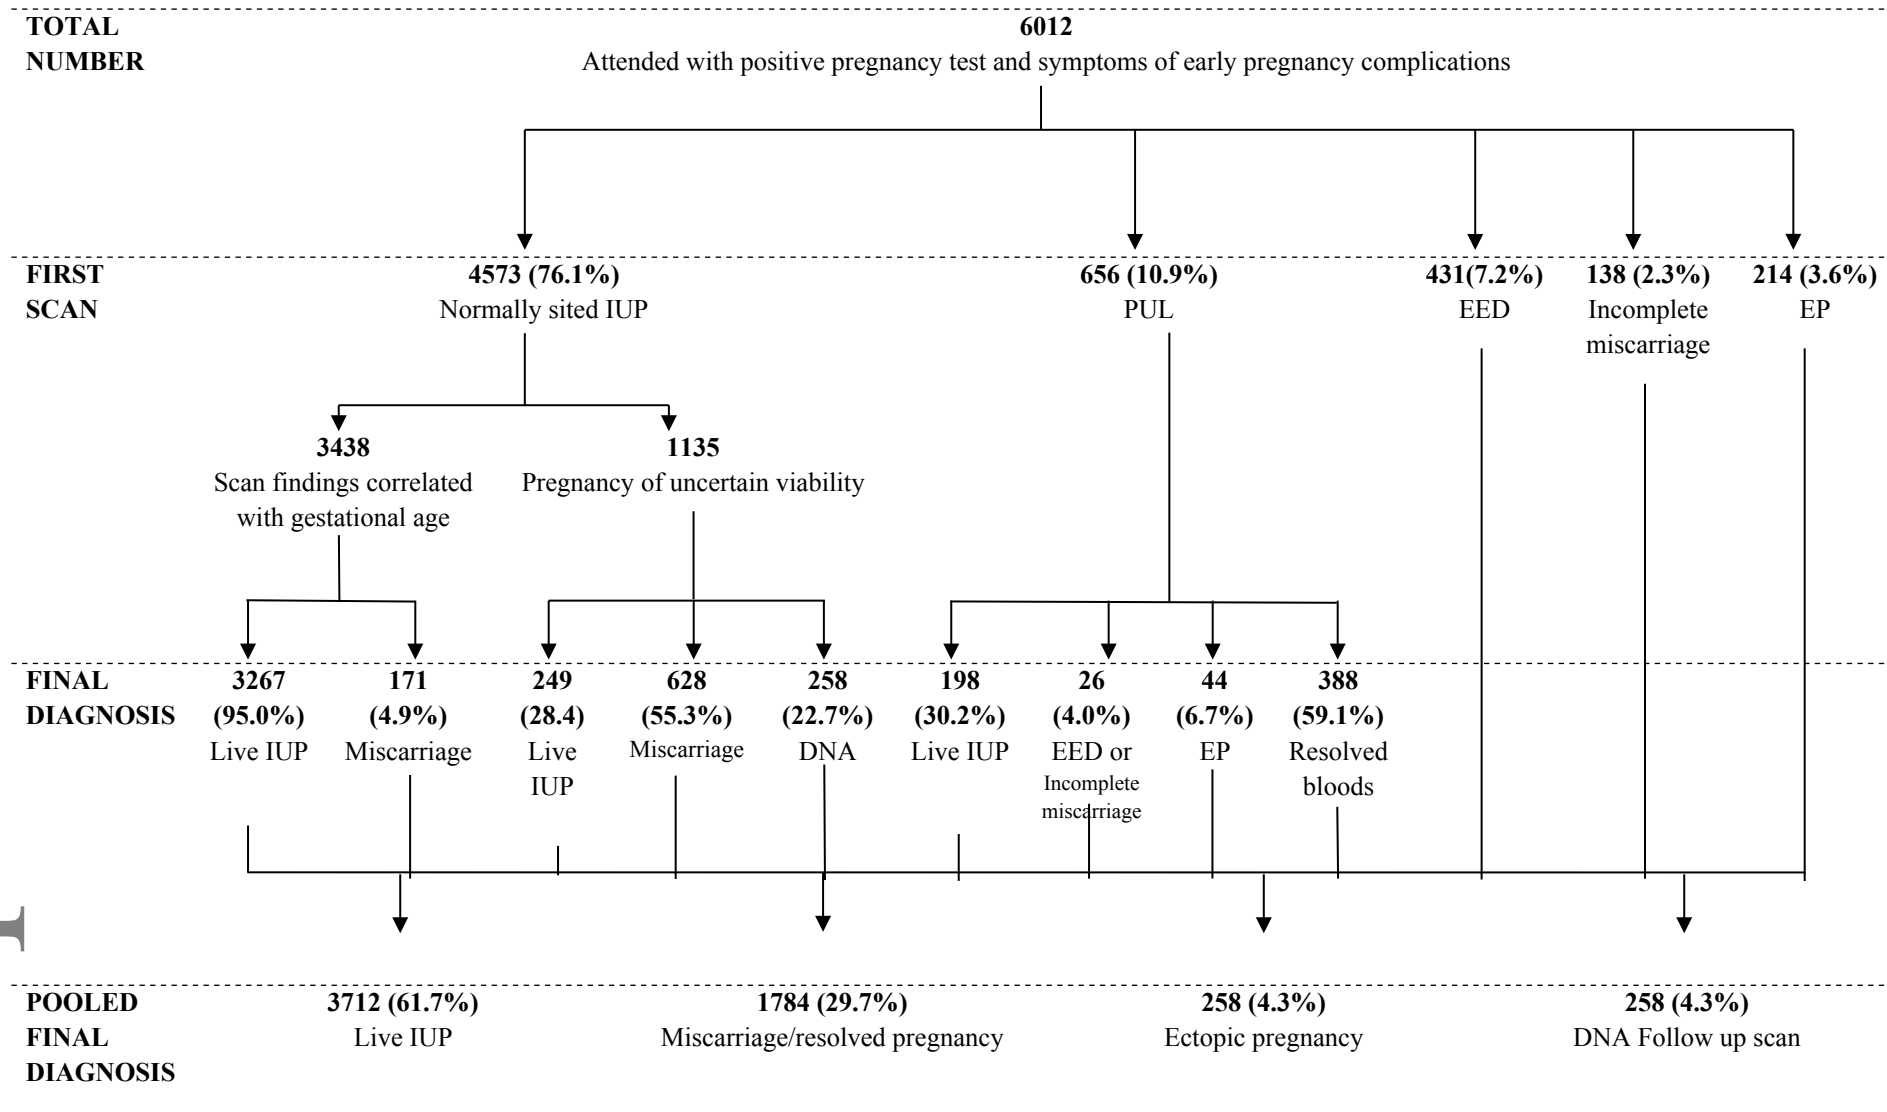 TOTAL
NUMBER
6012
Attended with positive pregnancy test and symptoms of early pregnancy complications
FIRST
SCAN
4573 (76.1%)
Normally sited IUP
656 (10.9%)
PUL
431(7.2%)
EED
138 (2.3%)
Incomplete
miscarriage
214 (3.6%)
EP
3438
Scan findings correlated
with gestational age
1135
Pregnancy of uncertain viability
FINAL
DIAGNOSIS
3267
(95.0%)
Live IUP
171
(4.9%)
Miscarriage
249
(28.4)
Live
IUP
628
(55.3%)
Miscarriage
258
(22.7%)
DNA
198
(30.2%)
Live IUP
26
(4.0%)
EED or
Incomplete
miscarriage
44
(6.7%)
EP
388
(59.1%)
Resolved
bloods
POOLED
FINAL
DIAGNOSIS
3712 (61.7%)
Live IUP
1784 (29.7%)
Miscarriage/resolved pregnancy
258 (4.3%)
Ectopic pregnancy
258 (4.3%)
DNA Follow up scan